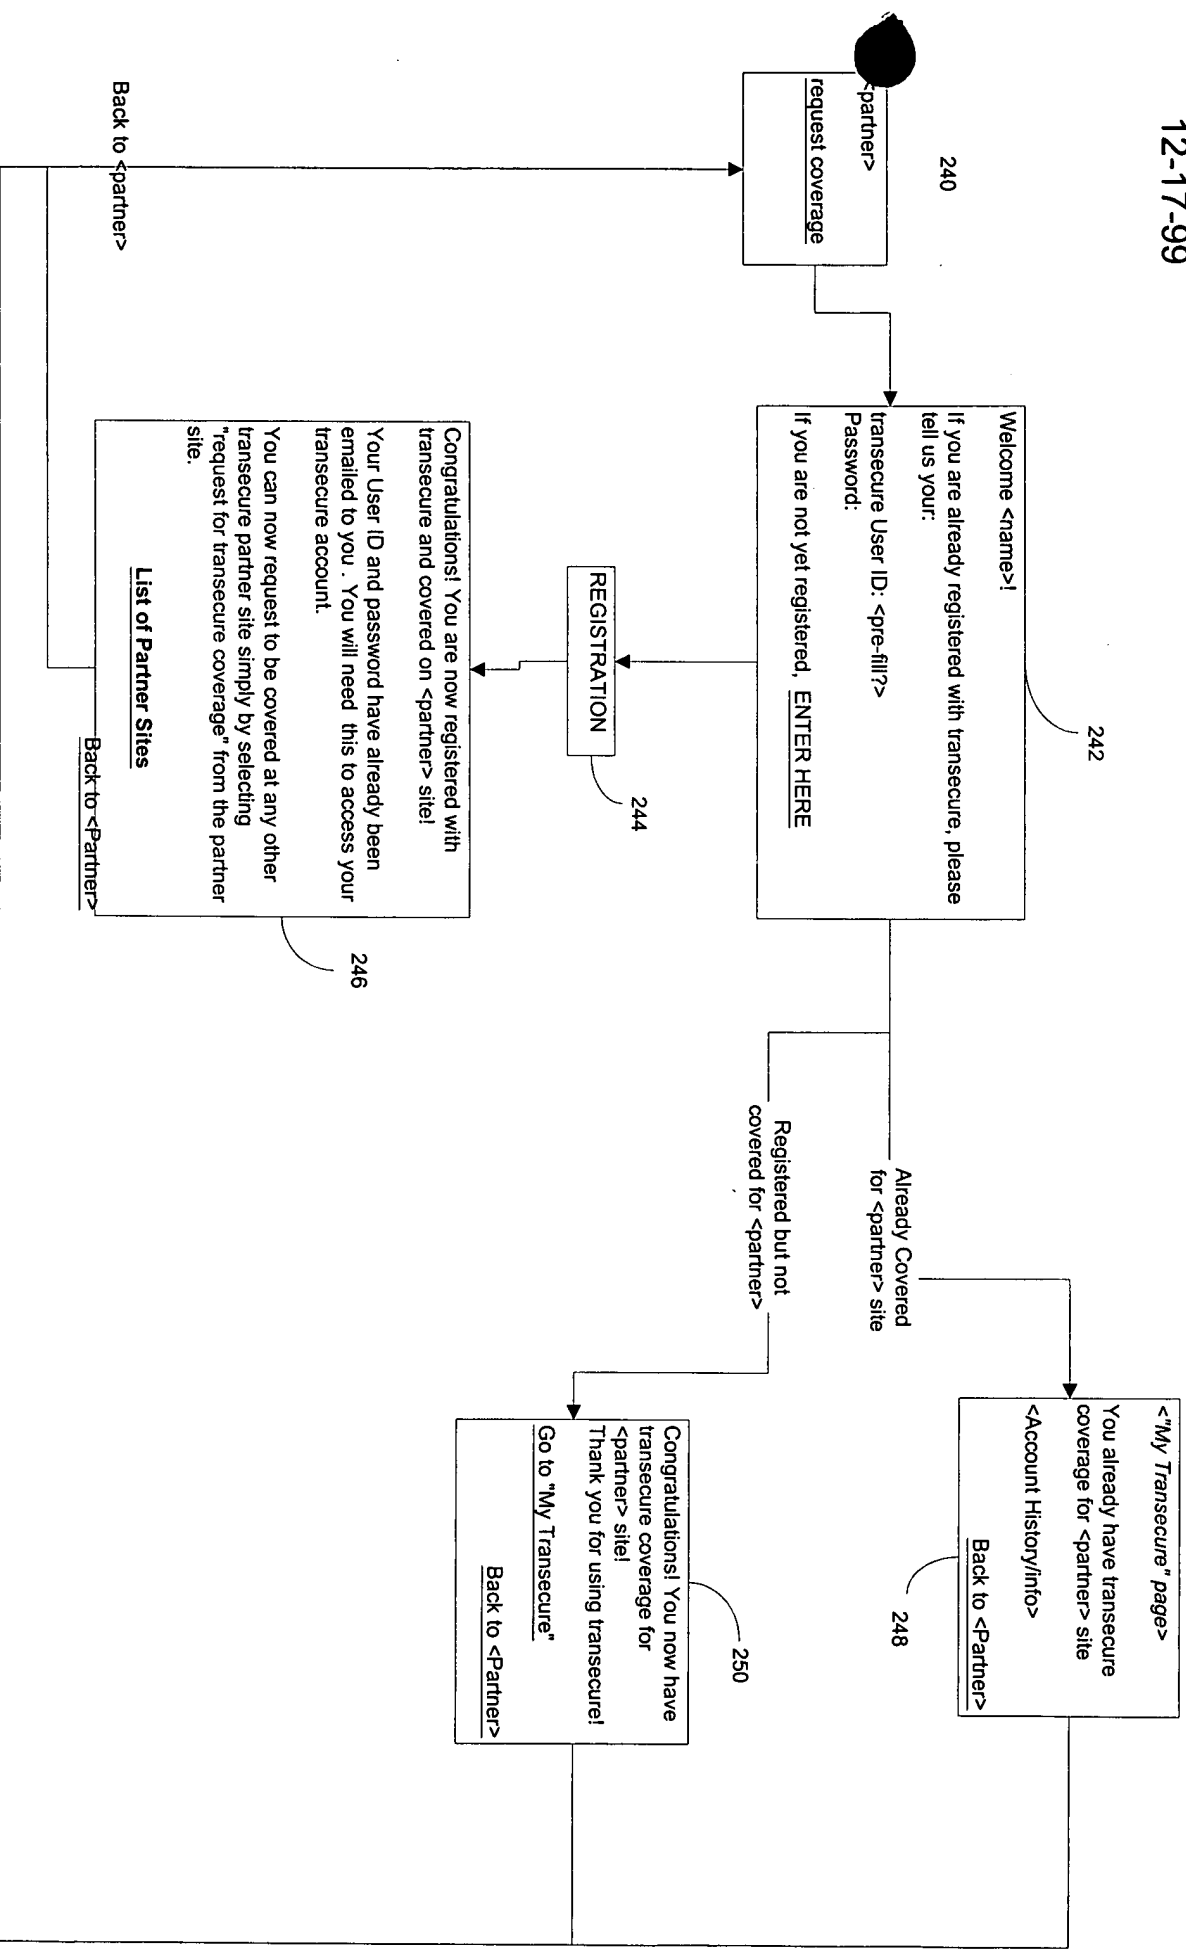 12-17-99
240
<partner>
request coverage
242
Welcome <name>!
If you are already registered with transecure, please
tell us your:
transecure User ID: <pre-fill?>
Password:
If you are not yet registered, ENTER HERE
REGISTRATION
244
Congratulations! You are now registered with
transecure and covered on <partner> site!
Your User ID and password have already been
emailed to you . You will need this to access your
transecure account.
You can now request to be covered at any other
transecure partner site simply by selecting
"request for transecure coverage" from the partner
site.
List of Partner Sites
Back to <Partner>
246
Back to <partner>
Already Covered
for <partner> site
Registered but not
covered for <partner>
<"My Transecure" page>
You already have transecure
coverage for <partner> site
<Account History/info>
Back to <Partner>
248
Congratulations! You now have
transecure coverage for
<partner> site!
Thank you for using transecure!
Go to "My Transecure"
Back to <Partner>
250